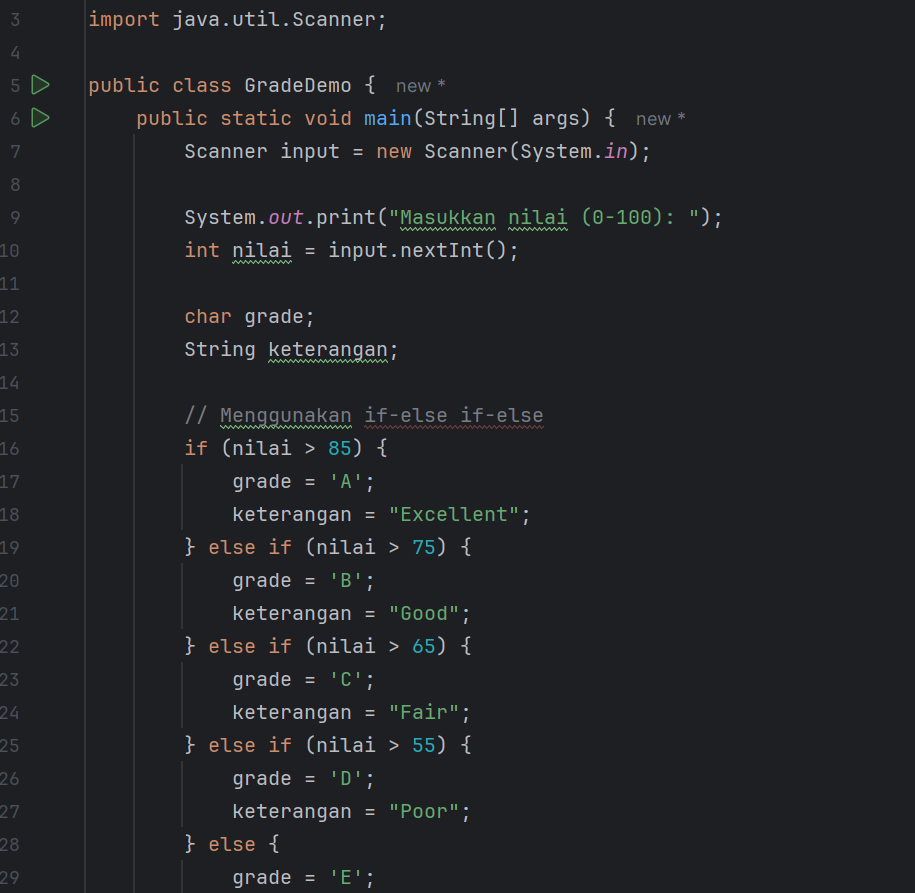 3 import java.util.Scanner;
4
5 public class GradeDemo { new *
6 public static void main(String[] args) { new *
7 Scanner input = new Scanner(System.in);
8
9 System.out.print("Masukkan nilai (0-100): ");
10 int nilai = input.nextInt();
11
12 char grade;
13 String keterangan;
14
15 // Menggunakan if-else if-else
16 if (nilai > 85) {
17 grade = 'A';
18 keterangan = "Excellent";
19 } else if (nilai > 75) {
20 grade = 'B';
21 keterangan = "Good";
22 } else if (nilai > 65) {
23 grade = 'C';
24 keterangan = "Fair";
25 } else if (nilai > 55) {
26 grade = 'D';
27 keterangan = "Poor";
28 } else {
29 grade = 'E';